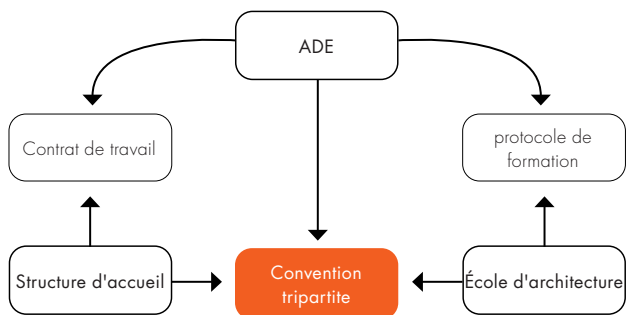 ADE
Contrat de travail
protocole de
formation
Structure d'accueil
Convention
tripartite
École d'architecture